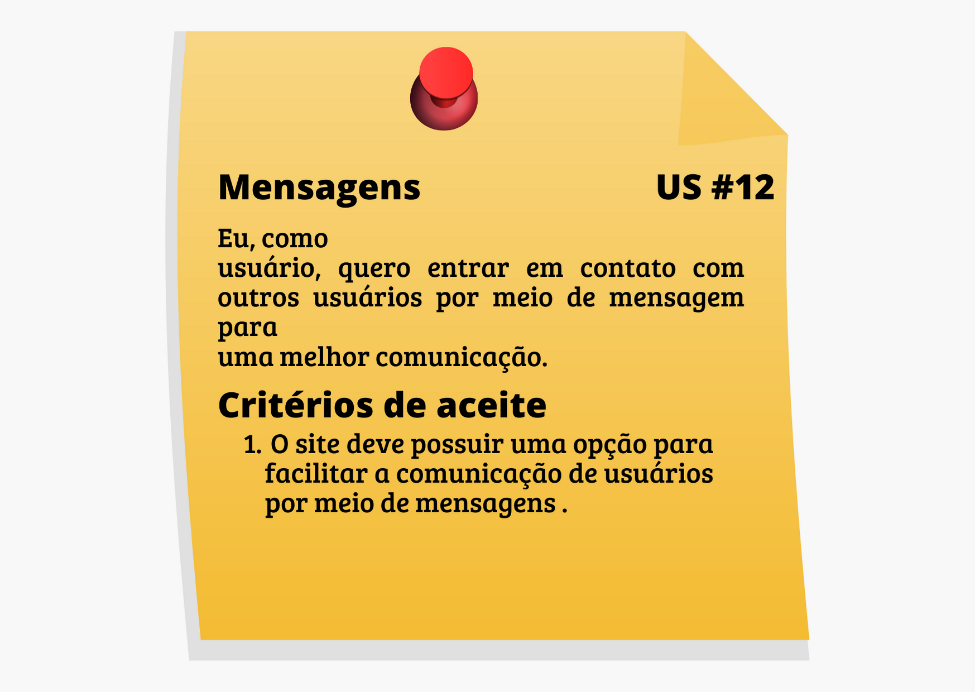 Mensagens US #12
Eu, como
usuário, quero entrar em contato com
outros usuários por meio de mensagem
para
uma melhor comunicação.
Critérios de aceite
1. O site deve possuir uma opção para
facilitar a comunicação de usuários
por meio de mensagens .